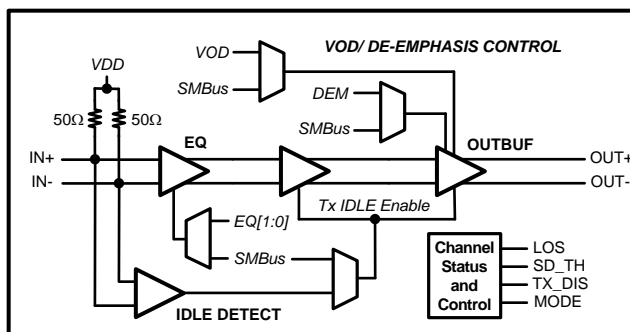 VOD/ DE-EMPHASIS CONTROL
VDD
VOD
SMBus
DEM
SMBus
50Ω
50Ω
EQ
OUTBUF
IN+
IN-
OUT+
OUT-
Tx IDLE Enable
EQ[1:0]
SMBus
IDLE DETECT
Channel
Status
and
Control
LOS
SD_TH
TX_DIS
MODE